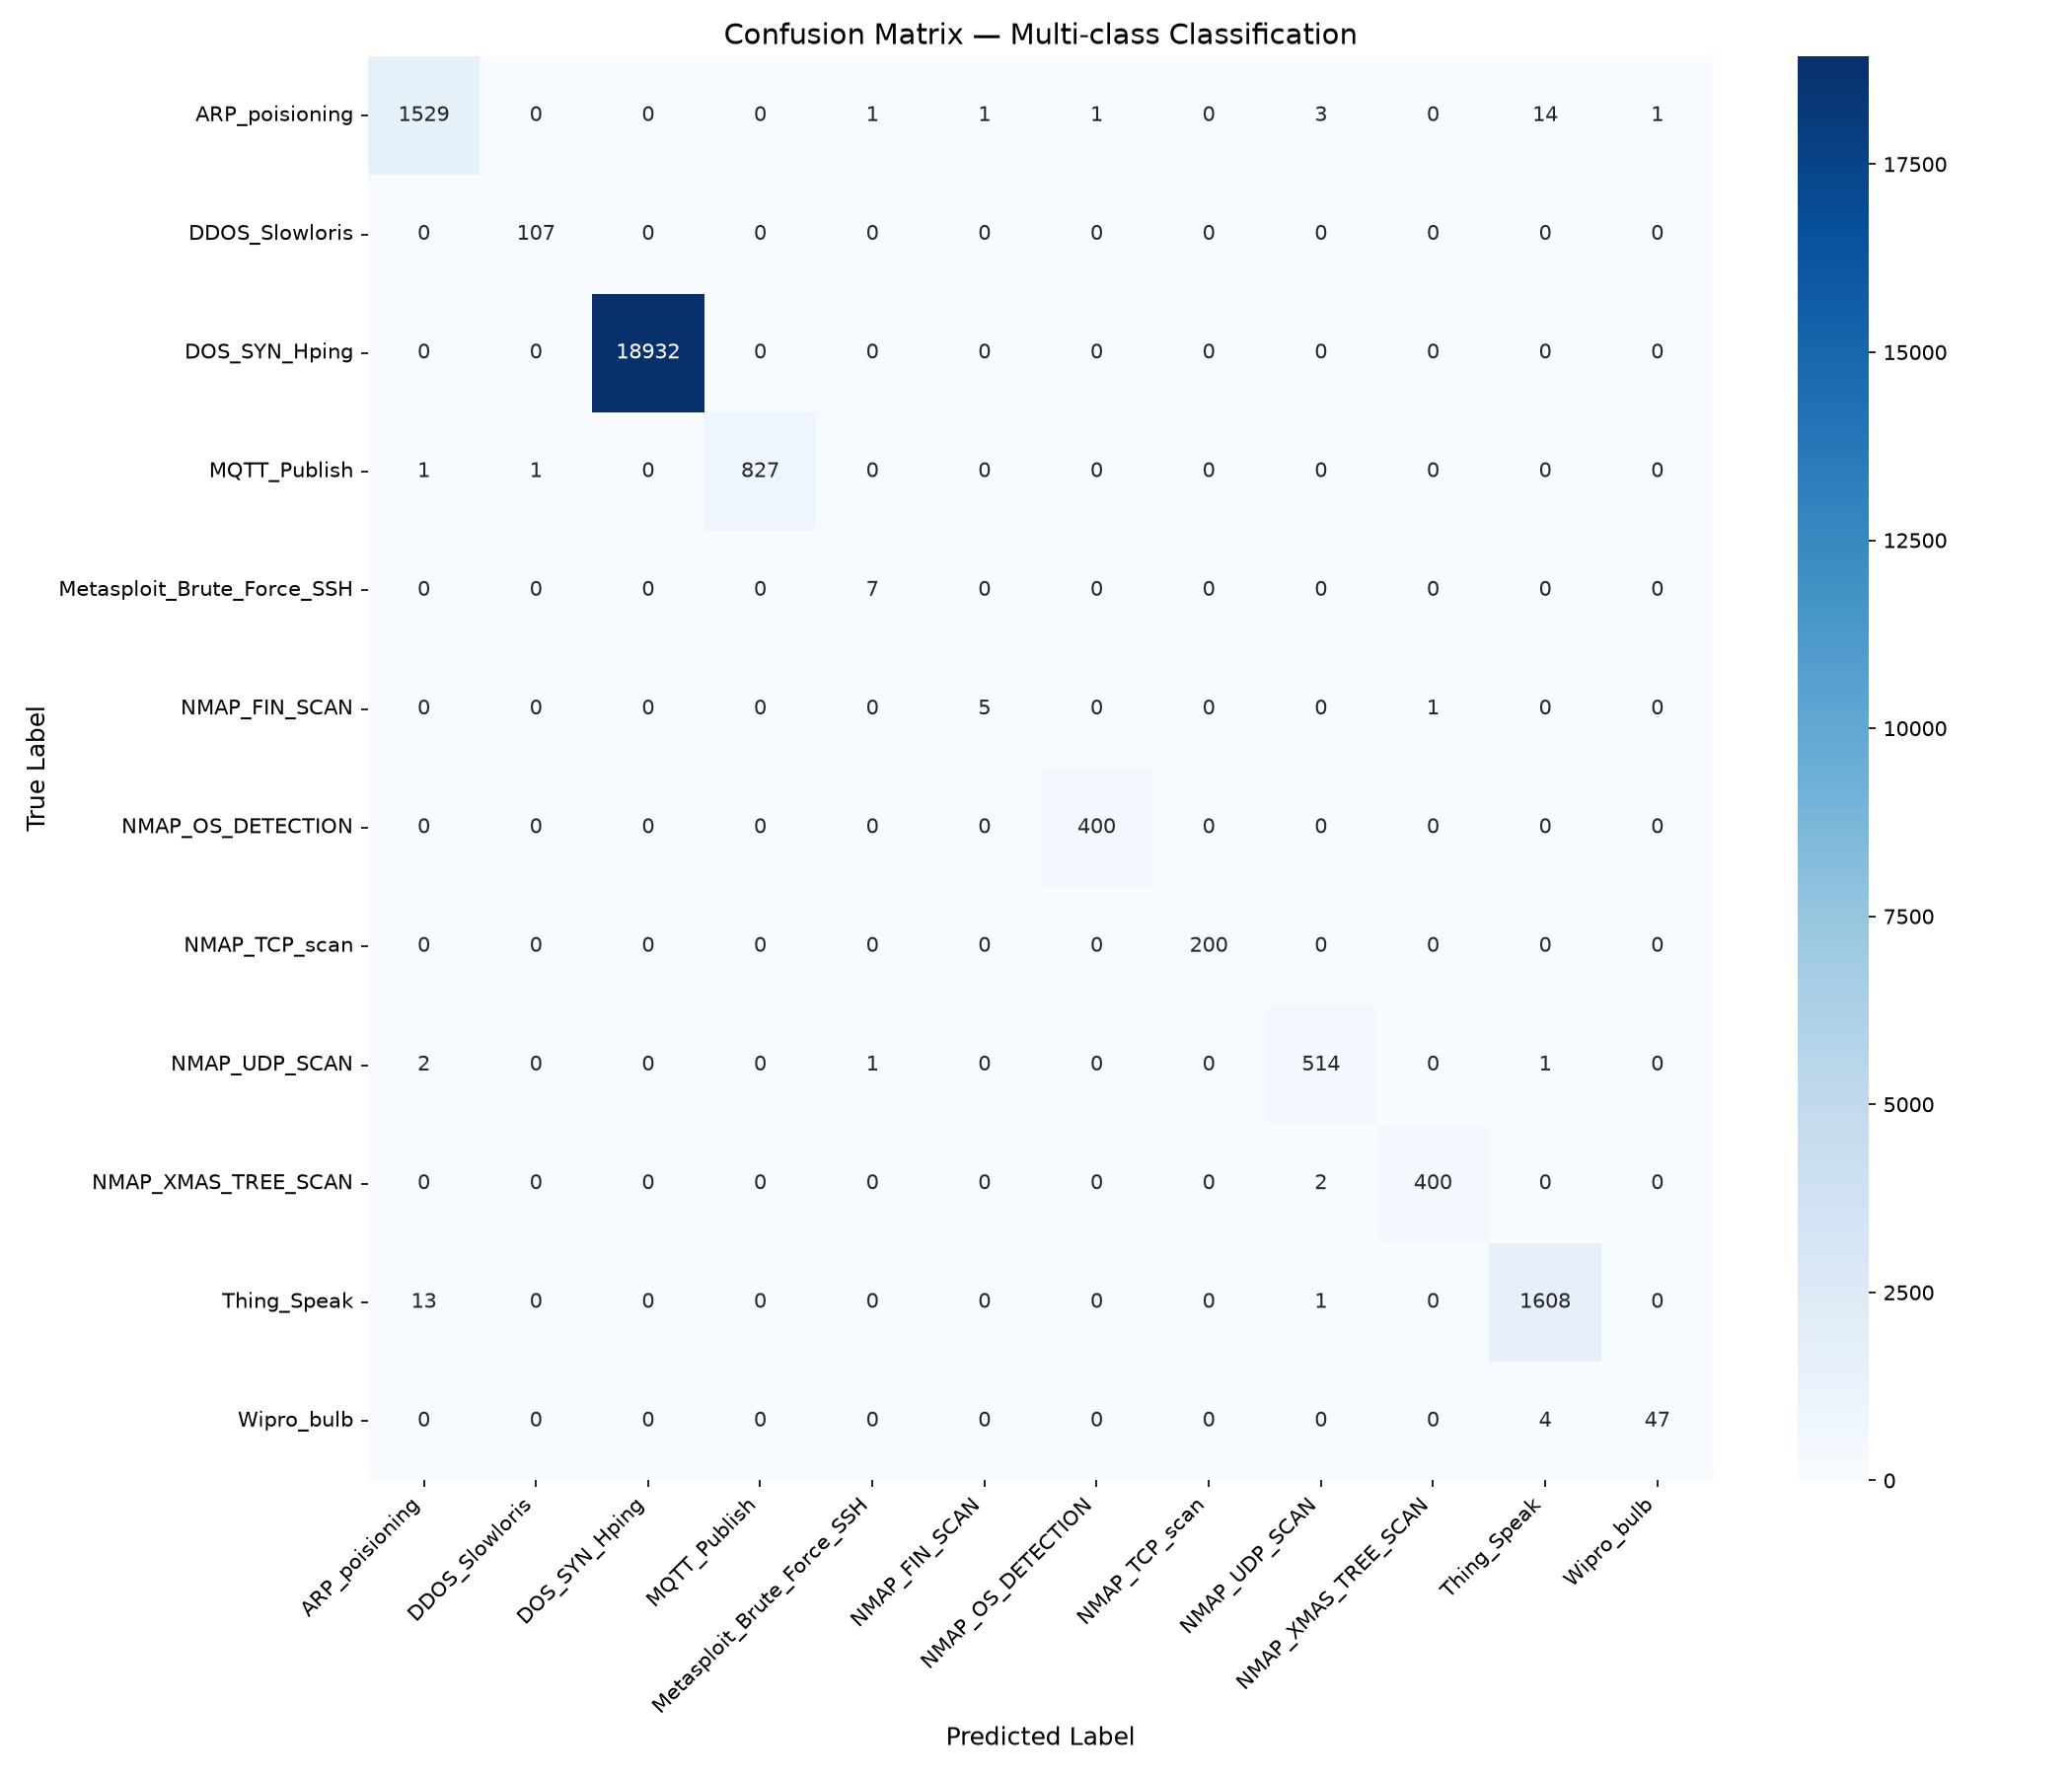 Confusion Matrix — Multi-class Classification
ARP_poisioning 1529 0 0 0 1 1 1 0 3 0 14 1
DDOS_Slowloris 0 107 0 0 0 0 0 0 0 0 0 0
DOS_SYN_Hping 0 0 18932 0 0 0 0 0 0 0 0 0
MQTT_Publish 1 1 0 827 0 0 0 0 0 0 0 0
Metasploit_Brute_Force_SSH 0 0 0 0 7 0 0 0 0 0 0 0
NMAP_FIN_SCAN 0 0 0 0 0 5 0 0 0 1 0 0
NMAP_OS_DETECTION 0 0 0 0 0 0 400 0 0 0 0 0
NMAP_TCP_scan 0 0 0 0 0 0 0 200 0 0 0 0
NMAP_UDP_SCAN 2 0 0 0 1 0 0 0 514 0 1 0
NMAP_XMAS_TREE_SCAN 0 0 0 0 0 0 0 0 2 400 0 0
Thing_Speak 13 0 0 0 0 0 0 0 1 0 1608 0
Wipro_bulb 0 0 0 0 0 0 0 0 0 0 4 47
True Label
ARP_poisioning
DDOS_Slowloris
DOS_SYN_Hping
MQTT_Publish
Metasploit_Brute_Force_SSH
NMAP_FIN_SCAN
NMAP_OS_DETECTION
NMAP_TCP_scan
NMAP_UDP_SCAN
NMAP_XMAS_TREE_SCAN
Thing_Speak
Wipro_bulb
Predicted Label
17500
15000
12500
10000
7500
5000
2500
0